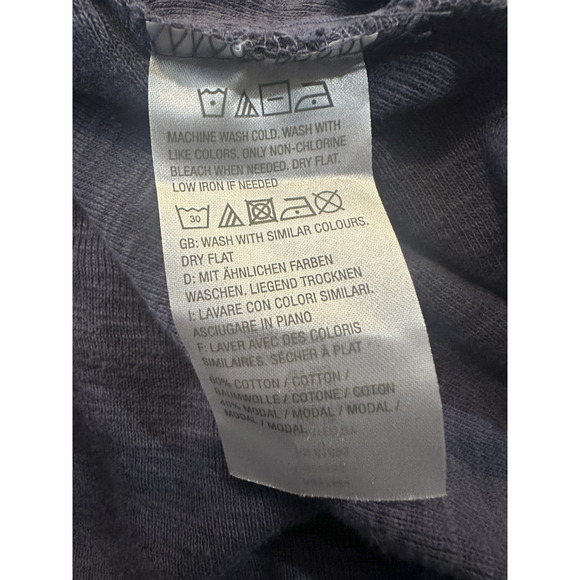 MACHINE WASH COLD. WASH WITH
LIKE COLORS. ONLY NON-CHLORINE
BLEACH WHEN NEEDED. DRY FLAT.
LOW IRON IF NEEDED
30
GB: WASH WITH SIMILAR COLOURS.
DRY FLAT
D: MIT ÄHNLICHEN FARBEN
WASCHEN. LIEGEND TROCKNEN
I: LAVARE CON COLORI SIMILARI.
ASCIUGARE IN PIANO
F: LAVER AVEC DES COLORIS
SIMILAIRES. SÉCHER À PLAT
60% COTTON / COTTON /
BAUMWOLLE / COTONE / COTON
40% MODAL / MODAL / MODAL /
MODAL / MODAL